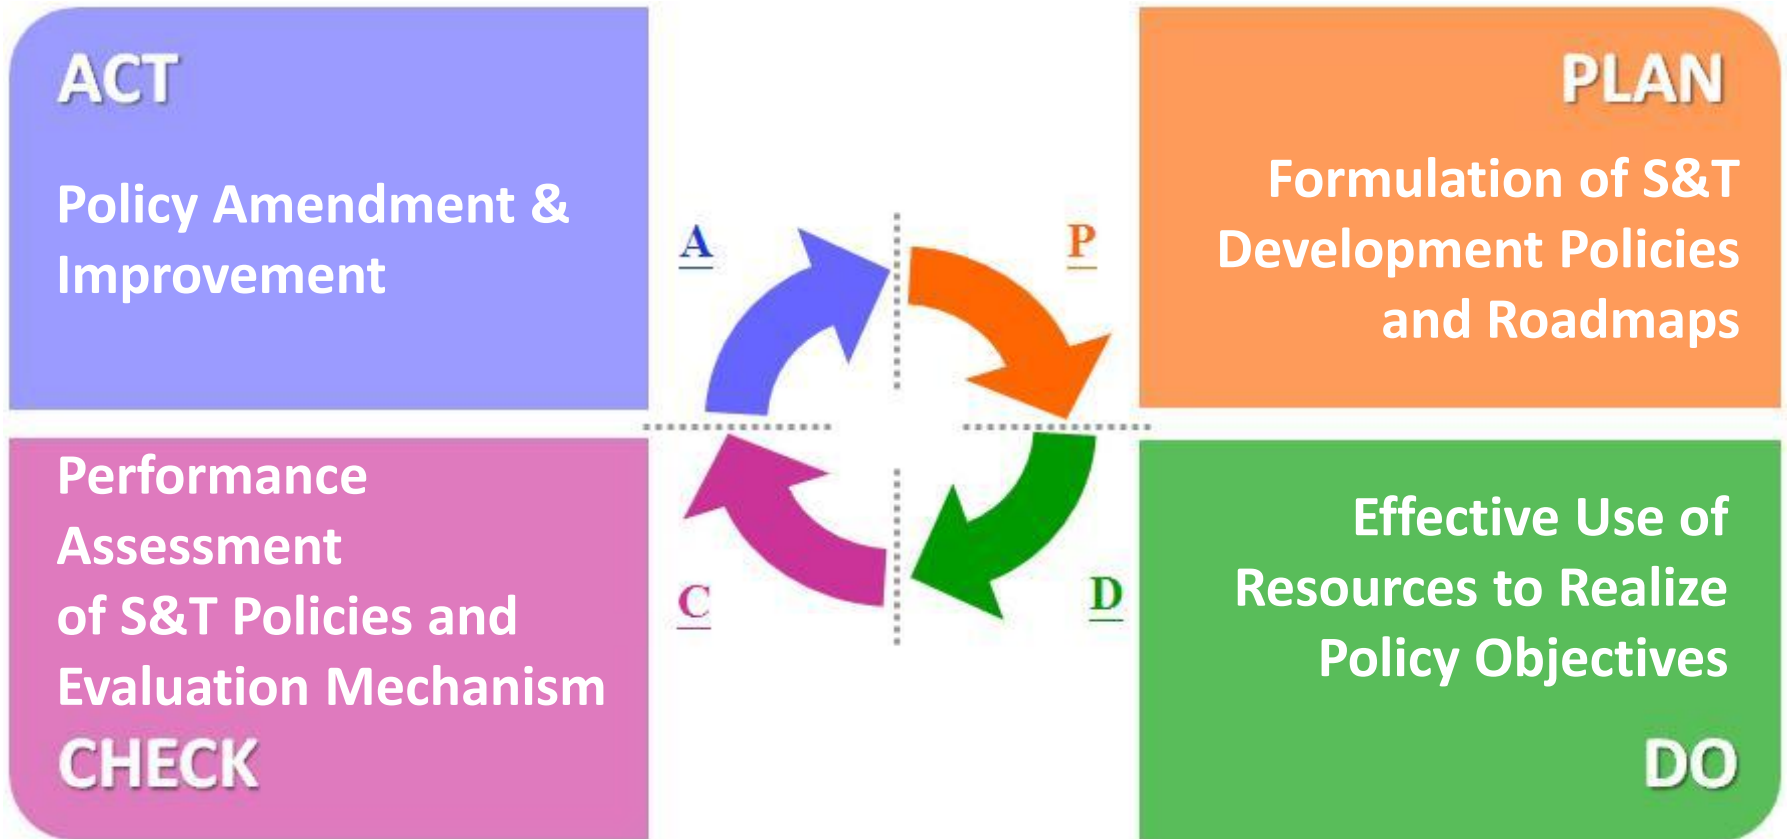 ACT
Policy Amendment &
Improvement
PLAN
Formulation of S&T
Development Policies
and Roadmaps
A
P
C
D
Performance
Assessment
of S&T Policies and
Evaluation Mechanism
CHECK
Effective Use of
Resources to Realize
Policy Objectives
DO